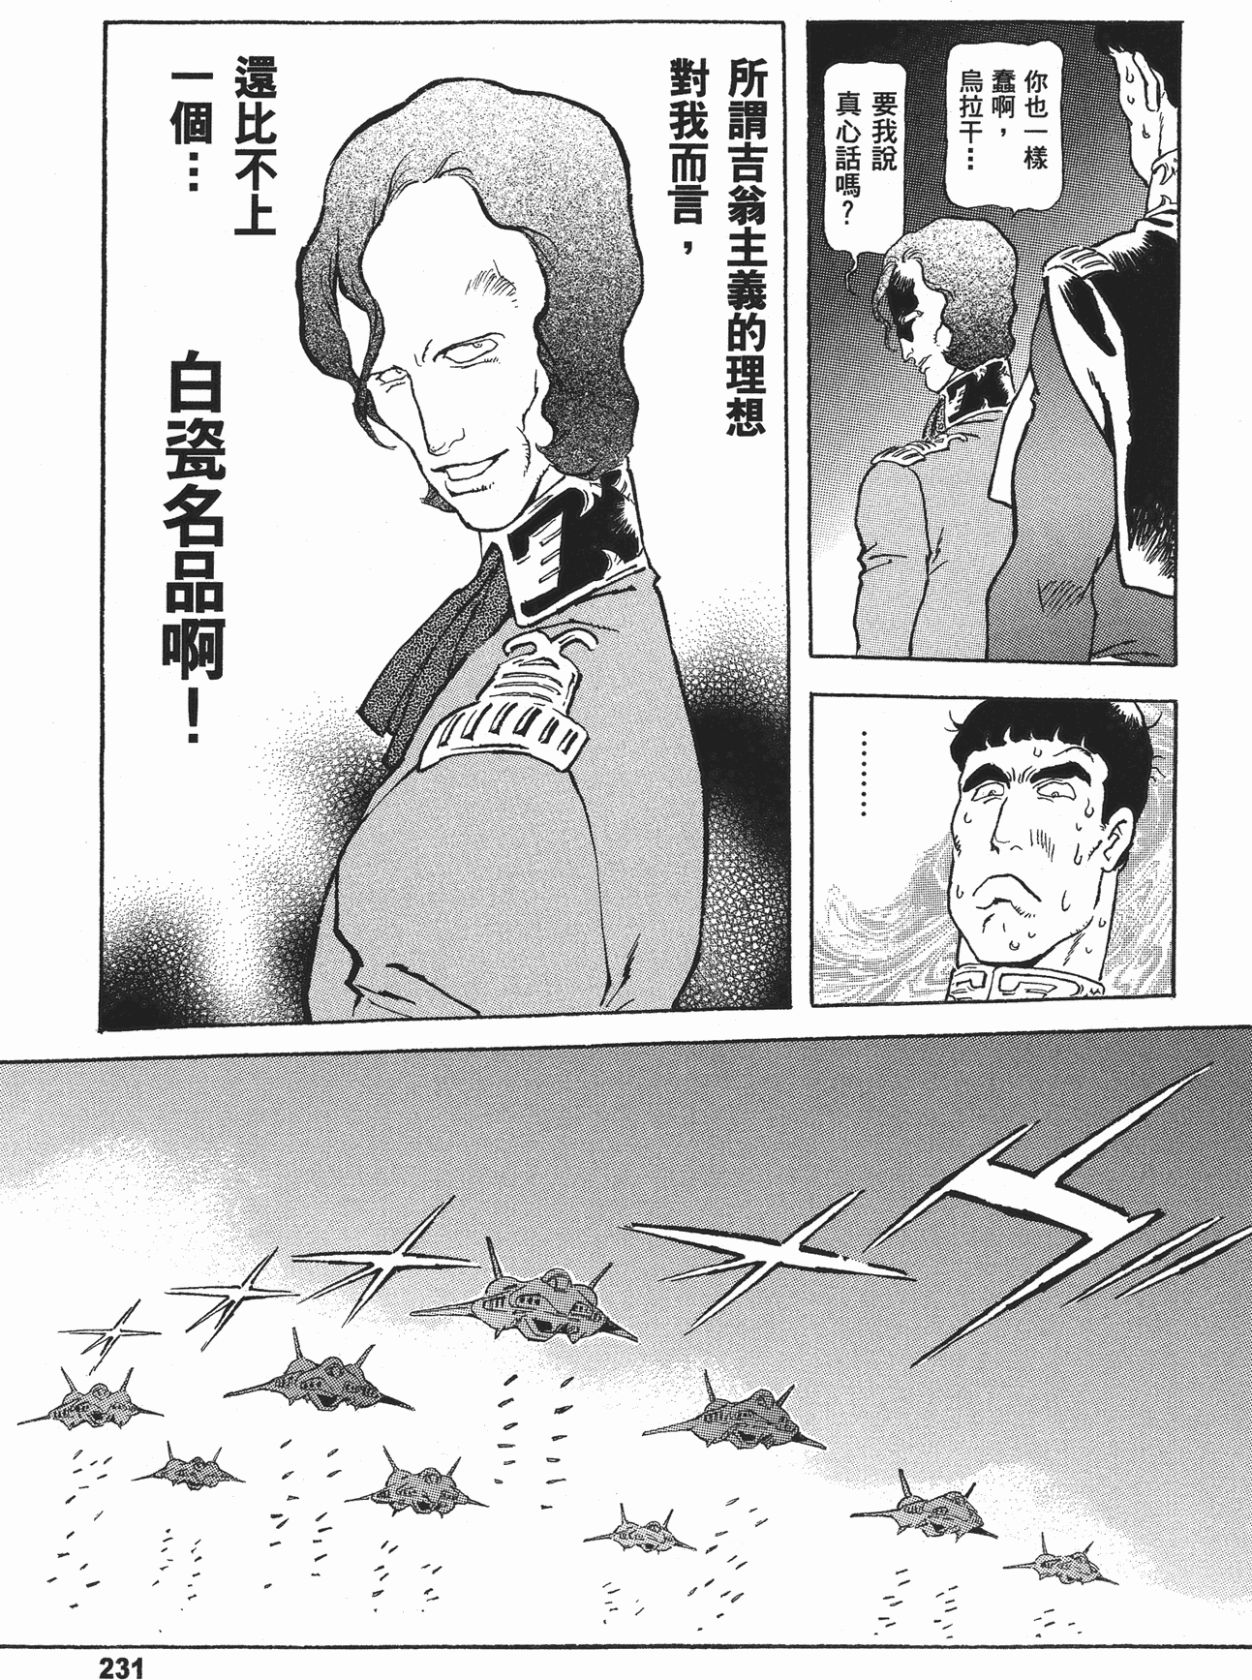 你也一樣
蠢啊，
烏拉干…
要我說
真心話嗎？
…………
所謂吉翁主義的理想
對我而言，
還比不上
一個…
白瓷名品啊！
231